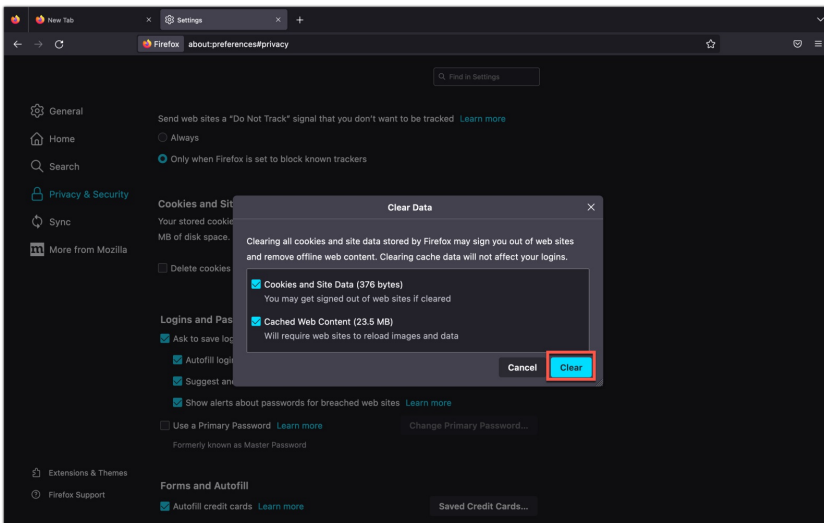 New Tab
Settings
Firefox about:preferences#privacy
Find in Settings
General
Home
Search
Privacy & Security
Sync
More from Mozilla
Extensions & Themes
Firefox Support
Send web sites a “Do Not Track” signal that you don’t want to be tracked Learn more
Always
Only when Firefox is set to block known trackers
Cookies and Sit
Your stored cookie
MB of disk space.
Delete cookies
Clear Data
Clearing all cookies and site data stored by Firefox may sign you out of web sites
and remove offline web content. Clearing cache data will not affect your logins.
Cookies and Site Data (376 bytes)
You may get signed out of web sites if cleared
Cached Web Content (23.5 MB)
Will require web sites to reload images and data
Cancel Clear
Logins and Pas
Ask to save log
Autofill logi
Suggest an
Show alerts about passwords for breached web sites Learn more
Use a Primary Password Learn more Change Primary Password...
Formerly known as Master Password
Forms and Autofill
Autofill credit cards Learn more Saved Credit Cards...